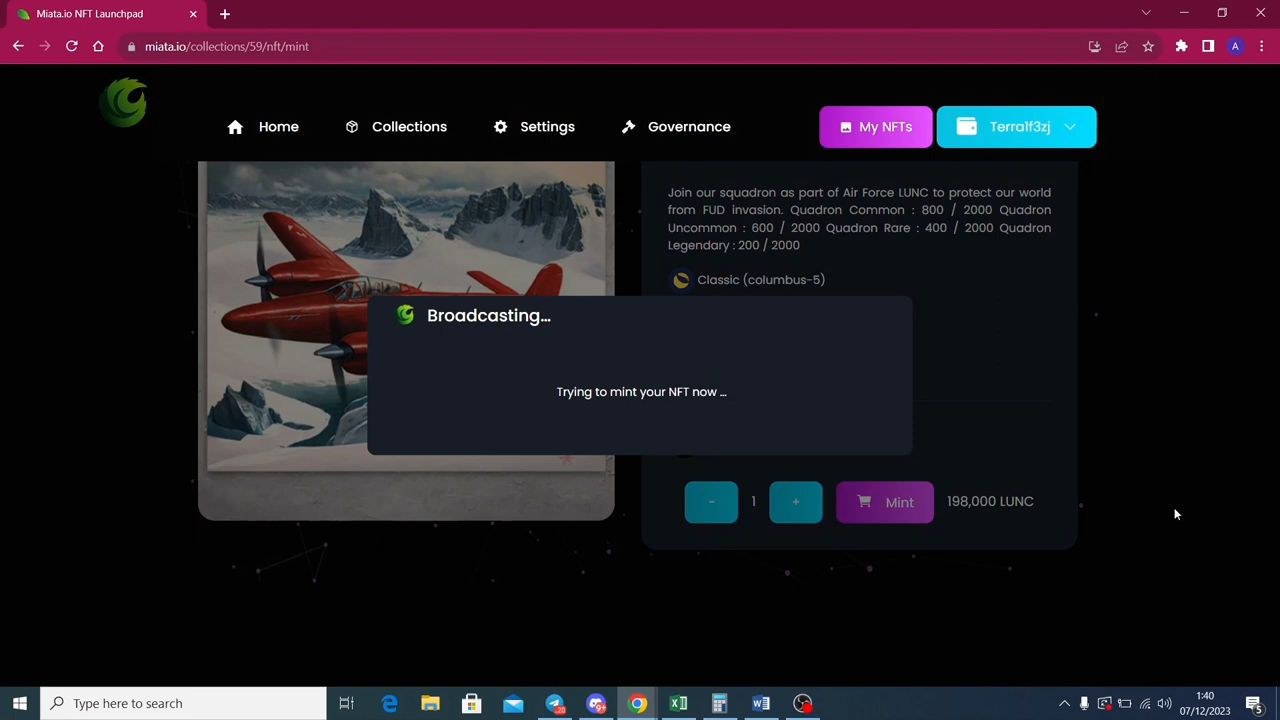 Miata.io NFT Launchpad
miata.io/collections/59/nft/mint
A
Home
Collections
Settings
Governance
My NFTs
Terra1f3zj
Join our squadron as part of Air Force LUNC to protect our world
from FUD invasion. Quadron Common : 800 / 2000 Quadron
Uncommon : 600 / 2000 Quadron Rare : 400 / 2000 Quadron
Legendary : 200 / 2000
Classic (columbus-5)
Broadcasting...
Trying to mint your NFT now ...
- 1 + Mint 198,000 LUNC
Type here to search
20
9+
1:40
07/12/2023
5